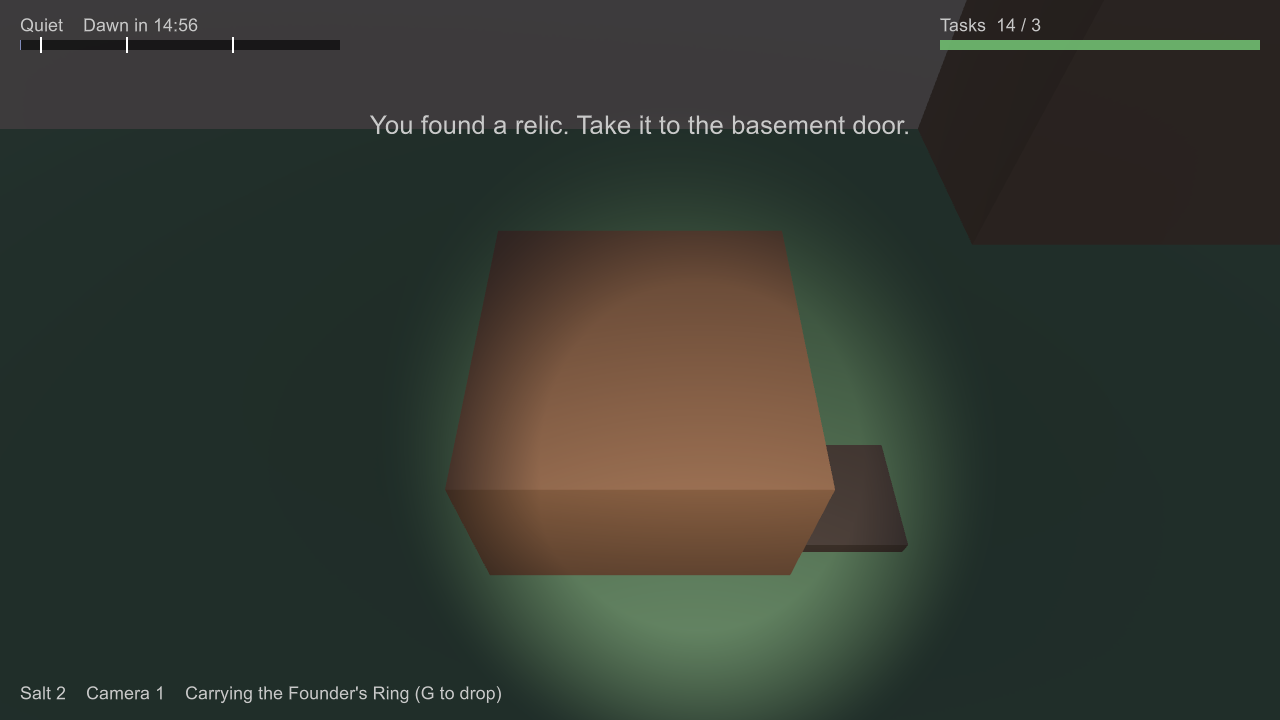 Quiet Dawn in 14:56
Tasks 14 / 3
You found a relic. Take it to the basement door.
Salt 2 Camera 1 Carrying the Founder's Ring (G to drop)